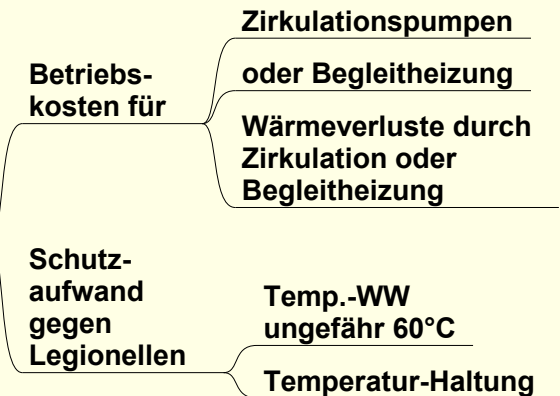 Betriebs-
kosten für
Zirkulationspumpen
oder Begleitheizung
Wärmeverluste durch
Zirkulation oder
Begleitheizung
Schutz-
aufwand
gegen
Legionellen
Temp.-WW
ungefähr 60°C
Temperatur-Haltung